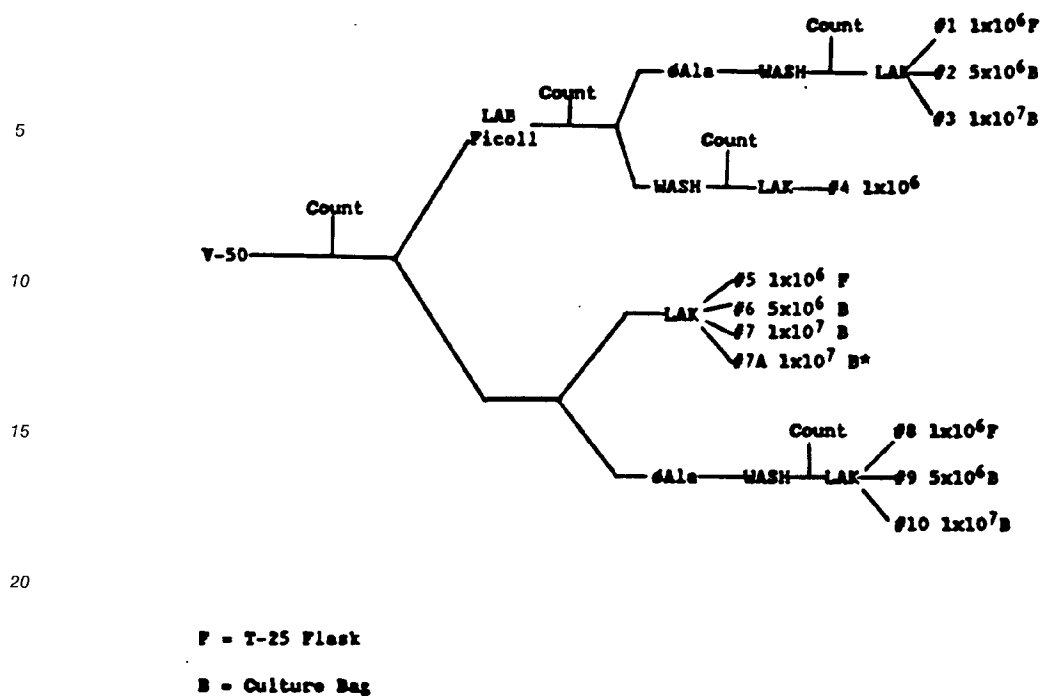 Count
#1 1x10⁶F
øAla WASH LAK #2 5x10⁶B
Count
#3 1x10⁷B
5
LAB
Ficoll
Count
WASH LAK #4 1x10⁶
Count
V-50
10
#5 1x10⁶ F
LAK #6 5x10⁶ B
#7 1x10⁷ B
#7A 1x10⁷ B*
15
Count #8 1x10⁶F
øAla WASH LAK #9 5x10⁶B
#10 1x10⁷B
20
F = T-25 Flask
B = Culture Bag